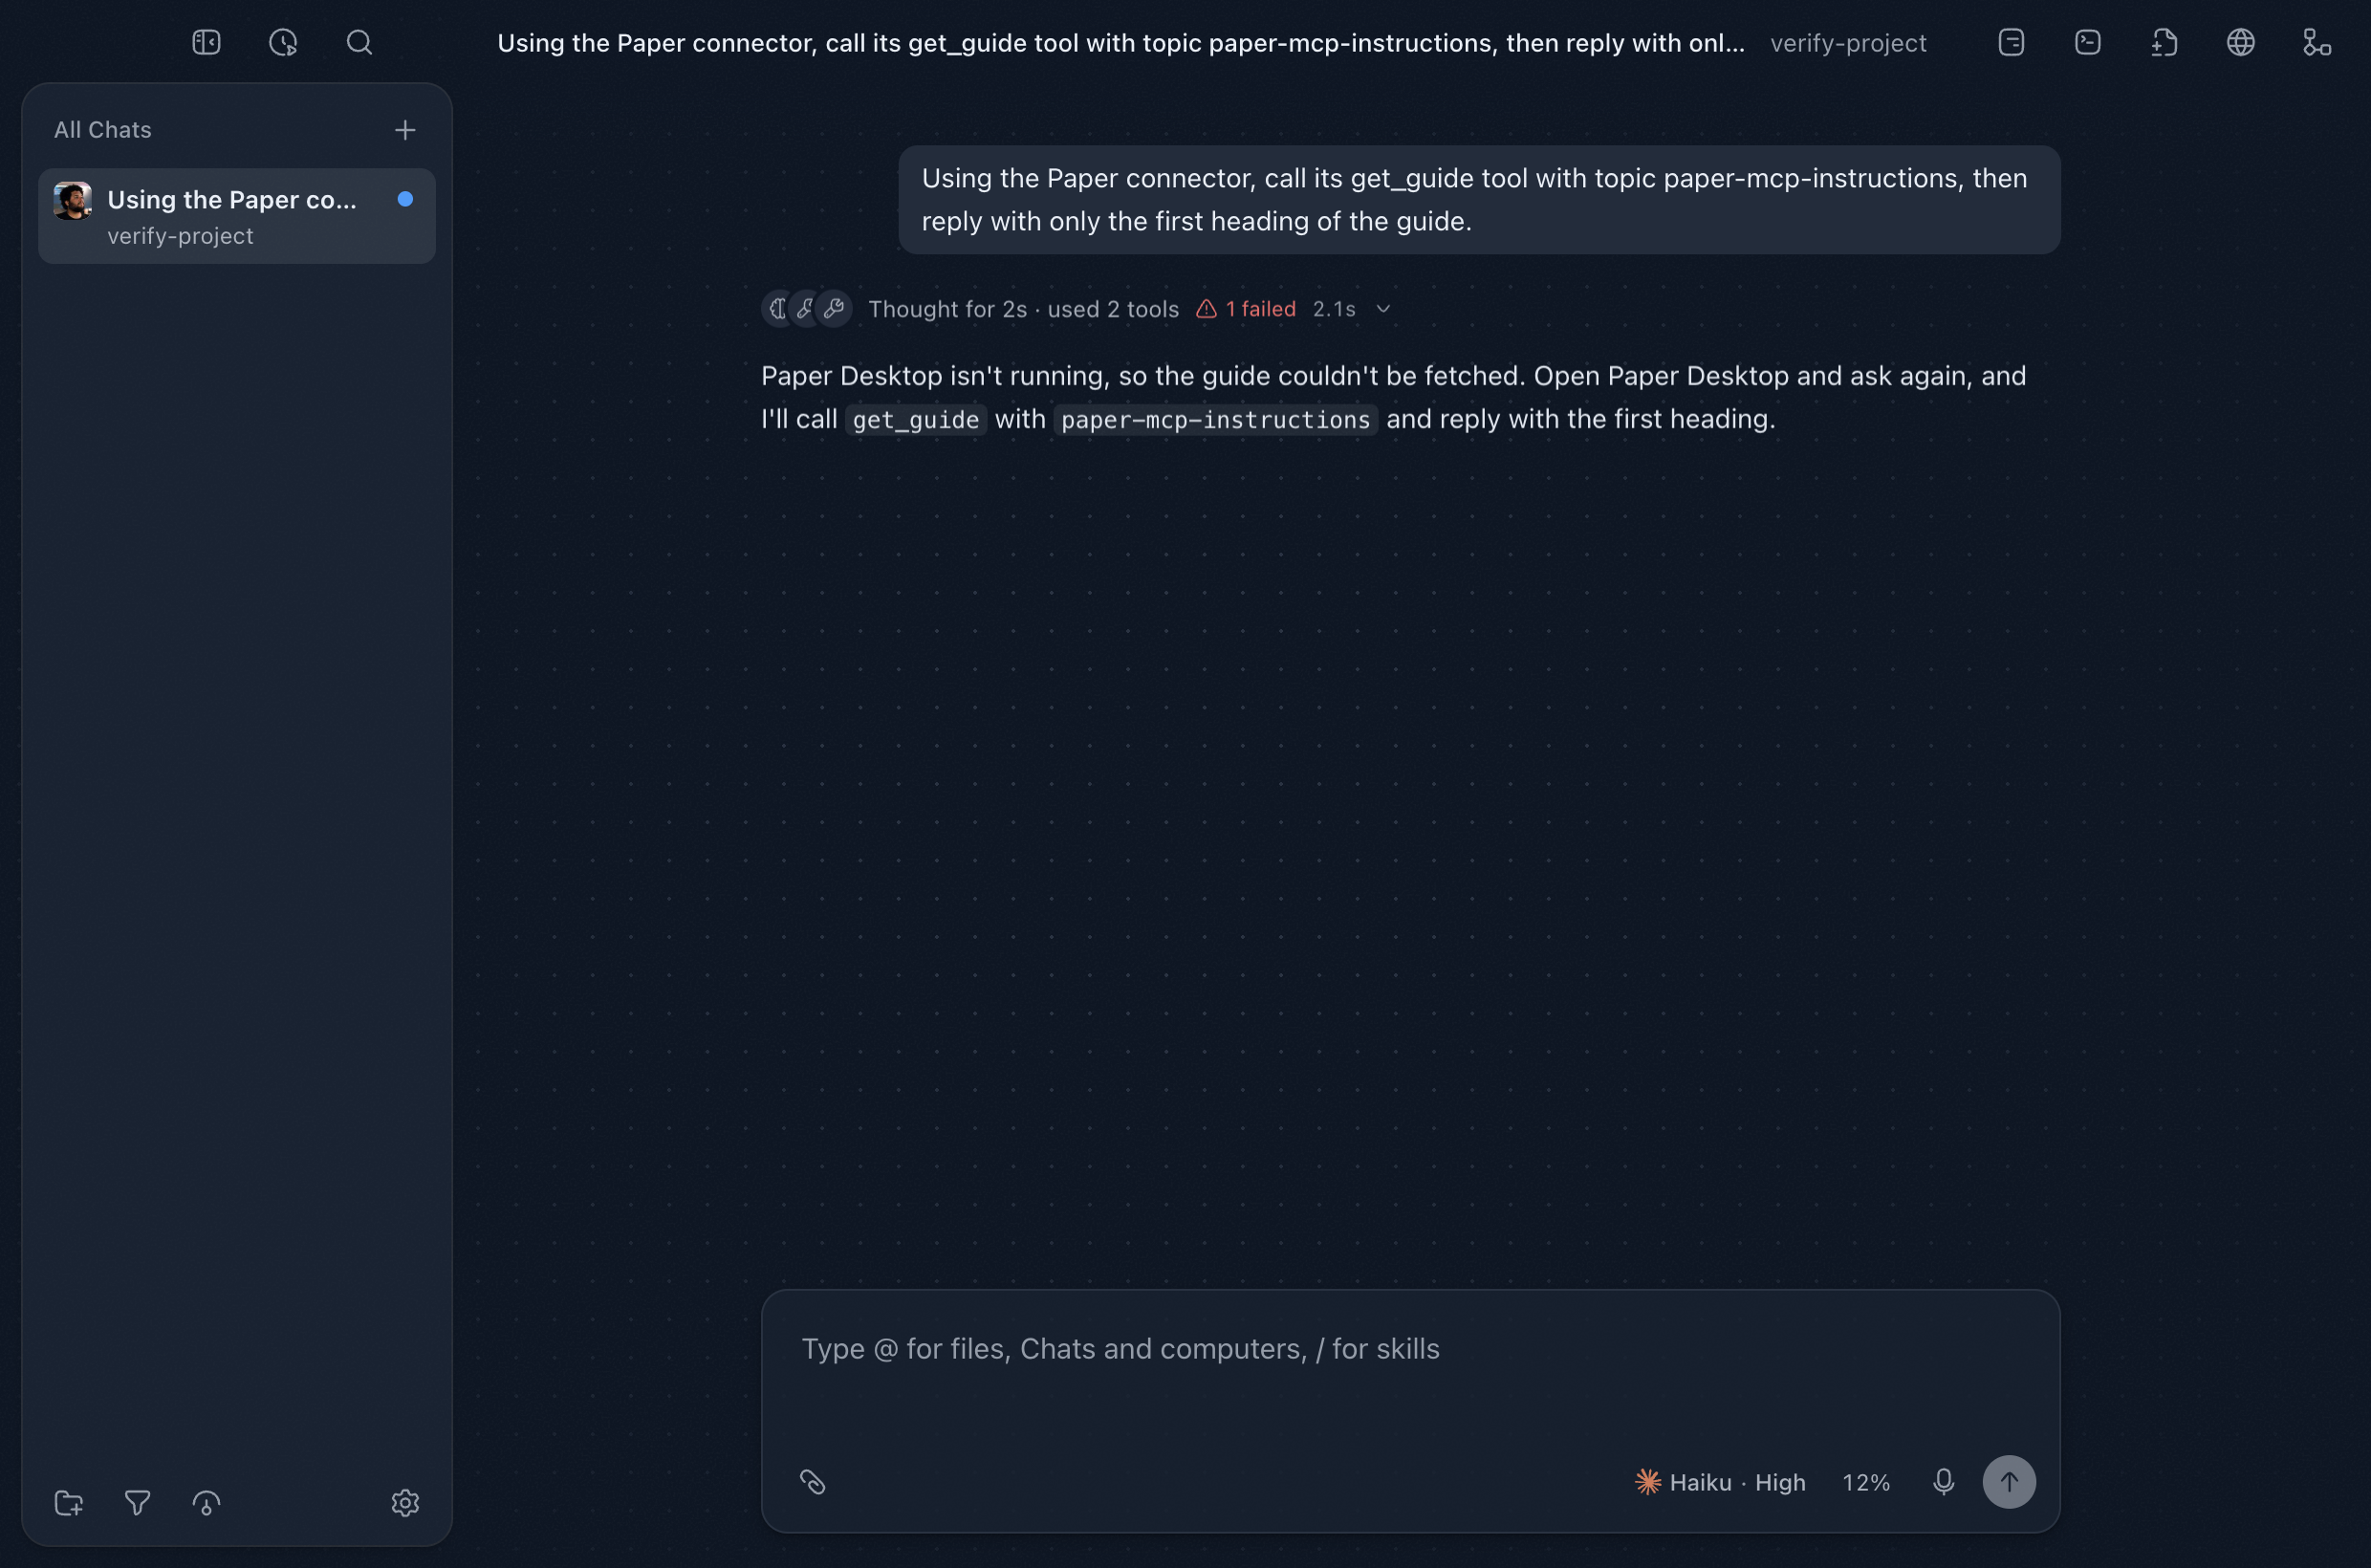 Using the Paper connector, call its get_guide tool with topic paper-mcp-instructions, then reply with onl... verify-project
All Chats
Using the Paper co...
verify-project
Using the Paper connector, call its get_guide tool with topic paper-mcp-instructions, then
reply with only the first heading of the guide.
Thought for 2s · used 2 tools 1 failed 2.1s
Paper Desktop isn't running, so the guide couldn't be fetched. Open Paper Desktop and ask again, and
I'll call get_guide with paper-mcp-instructions and reply with the first heading.
Type @ for files, Chats and computers, / for skills
Haiku · High 12%